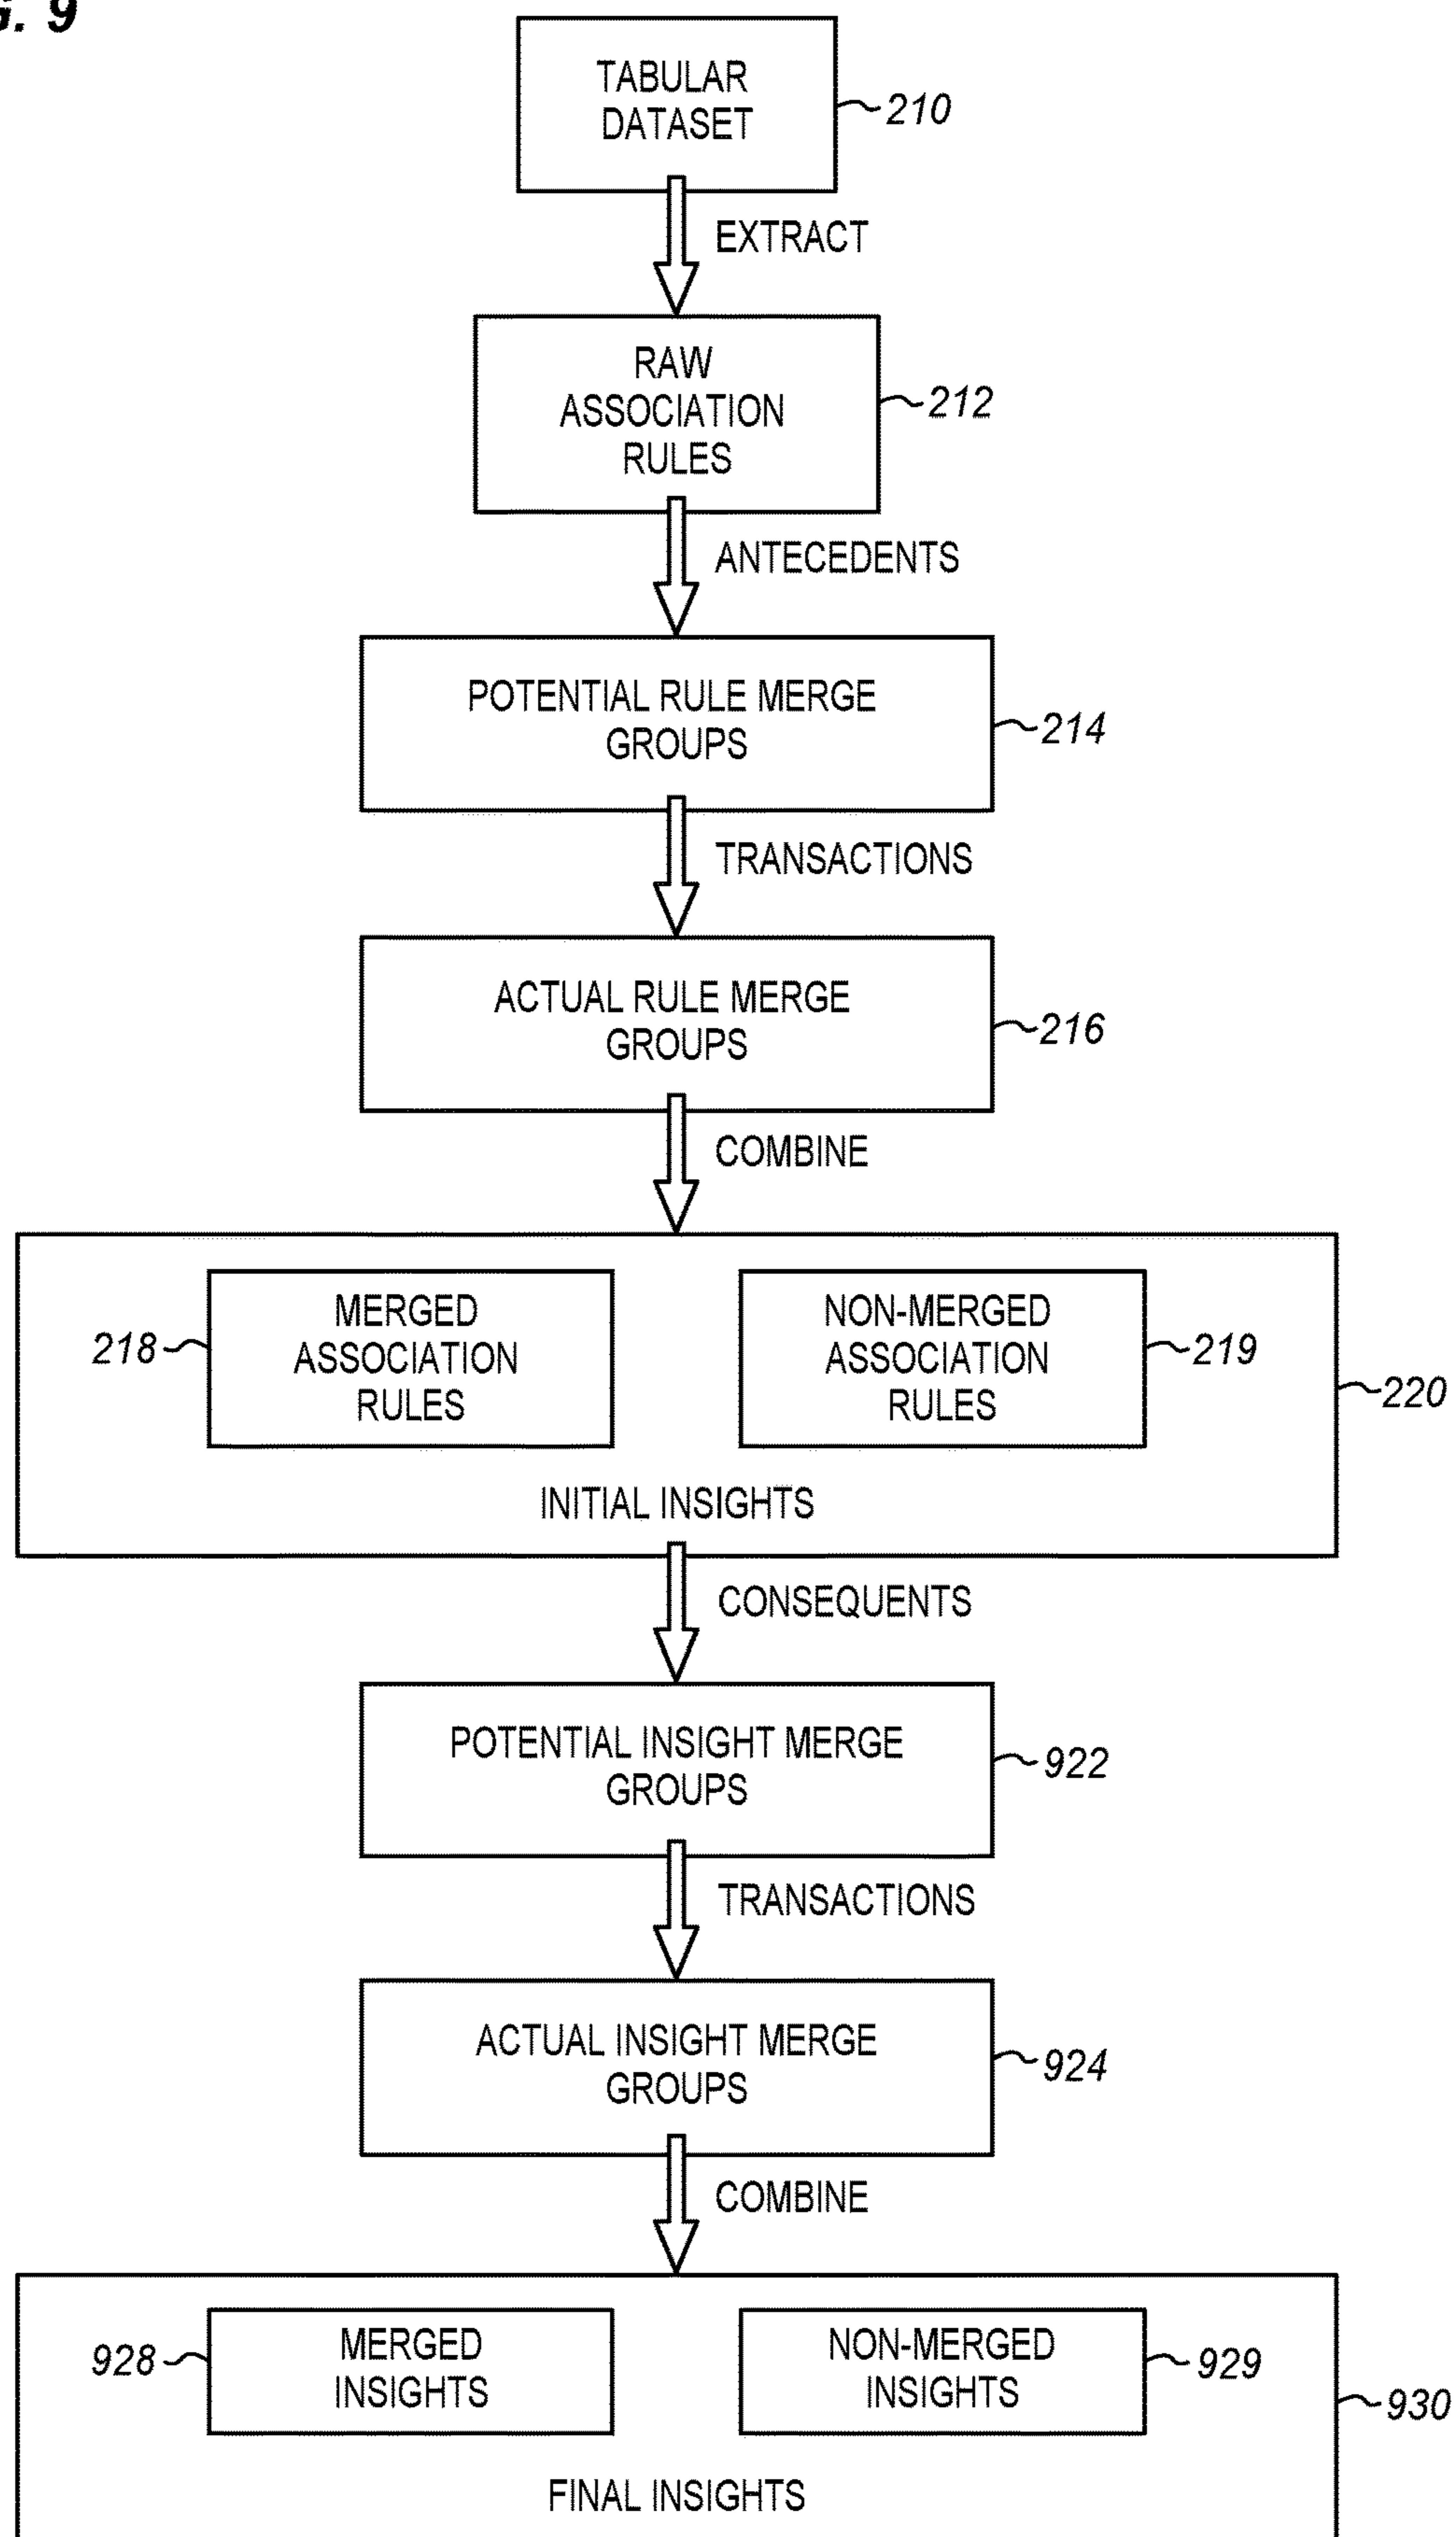 G. 9
TABULAR
DATASET
210
EXTRACT
RAW
ASSOCIATION
RULES
212
ANTECEDENTS
POTENTIAL RULE MERGE
GROUPS
214
TRANSACTIONS
ACTUAL RULE MERGE
GROUPS
216
COMBINE
218
MERGED
ASSOCIATION
RULES
NON-MERGED
ASSOCIATION
RULES
219
220
INITIAL INSIGHTS
CONSEQUENTS
POTENTIAL INSIGHT MERGE
GROUPS
922
TRANSACTIONS
ACTUAL INSIGHT MERGE
GROUPS
924
COMBINE
928
MERGED
INSIGHTS
NON-MERGED
INSIGHTS
929
930
FINAL INSIGHTS